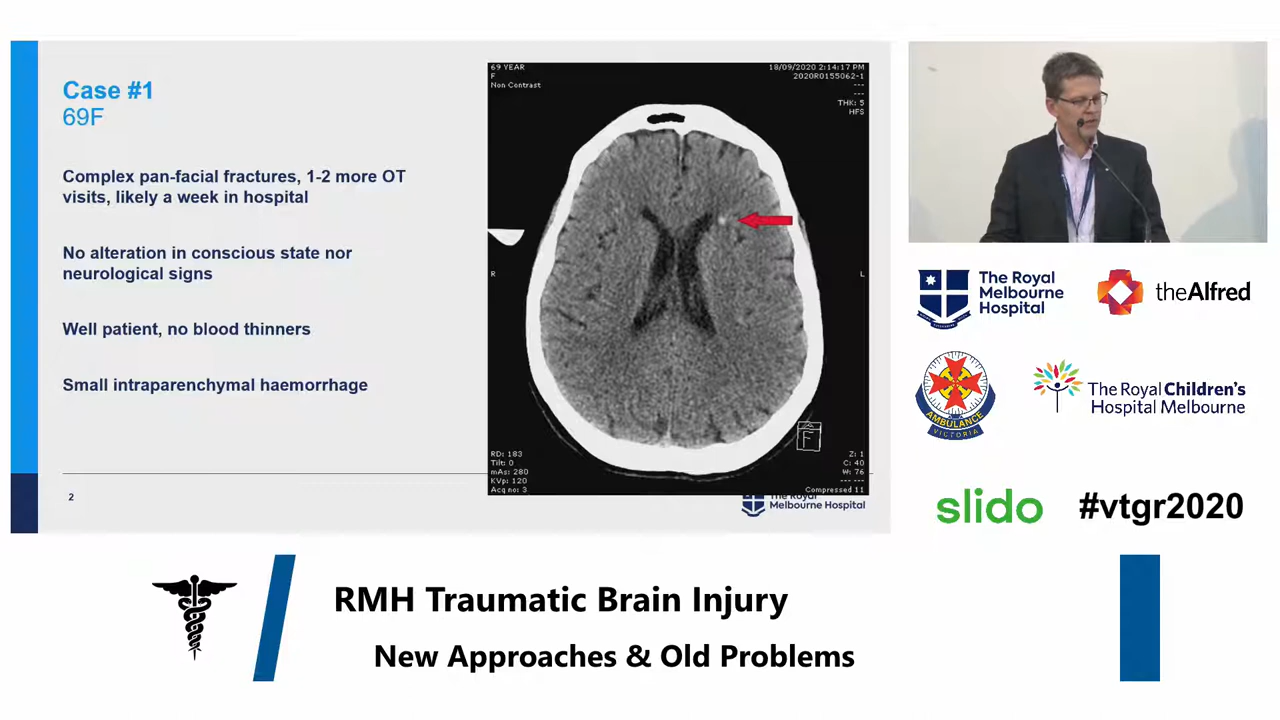 Case #1
69F
Complex pan-facial fractures, 1-2 more OT
visits, likely a week in hospital
No alteration in conscious state nor
neurological signs
Well patient, no blood thinners
Small intraparenchymal haemorrhage
2
69 YEAR
F
Non Contrast
18/09/2020 2:14:17 PM
2020R0155062-1
---
---
THK: 5
HFS
R
L
F
RD: 183
Tilt: 0
mAs: 280
KVp: 120
Acq no: 3
Z: 1
C: 40
W: 76
--- ---
Compressed 11
The Royal
Melbourne Hospital
The Royal
Melbourne
Hospital
theAlfred
AMBULANCE
VICTORIA
The Royal Children's
Hospital Melbourne
slido
#vtgr2020
RMH Traumatic Brain Injury
New Approaches & Old Problems